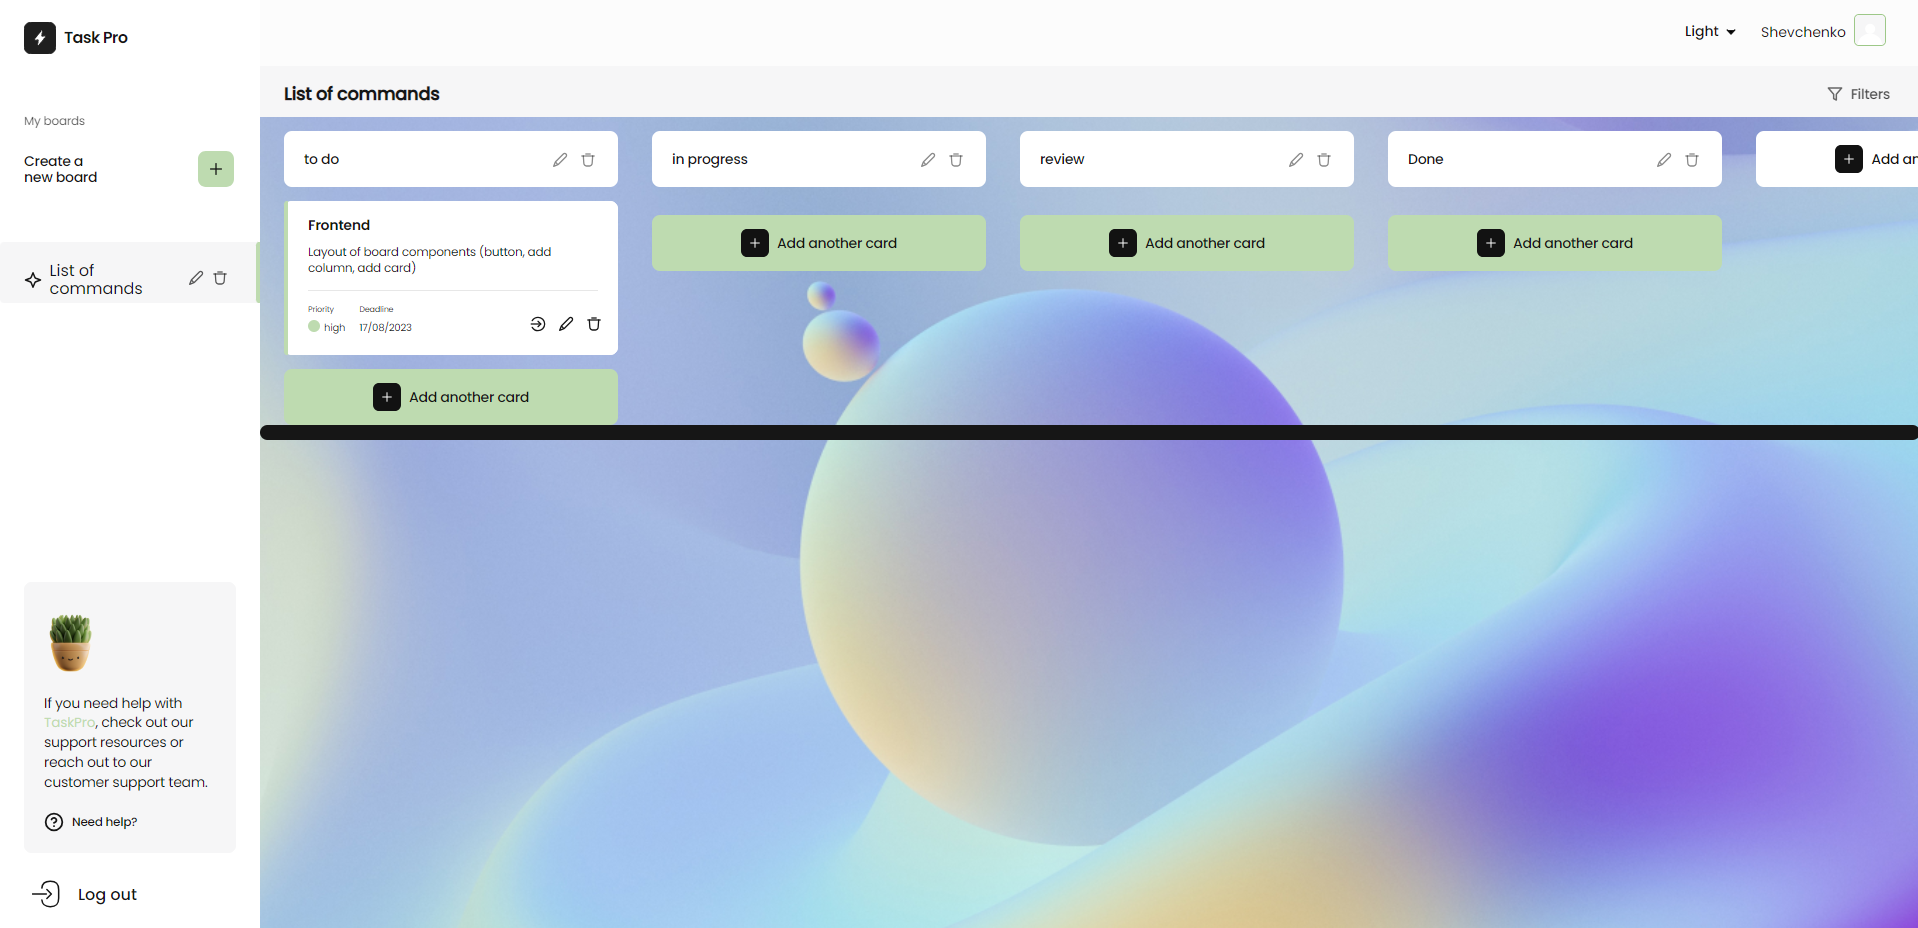 Task Pro
Light
Shevchenko
My boards
Create a
new board
List of
commands
If you need help with
TaskPro, check out our
support resources or
reach out to our
customer support team.
Need help?
Log out
List of commands
Filters
to do
Frontend
Layout of board components (button, add
column, add card)
Priority
high
Deadline
17/08/2023
Add another card
in progress
Add another card
review
Add another card
Done
Add another card
Add an